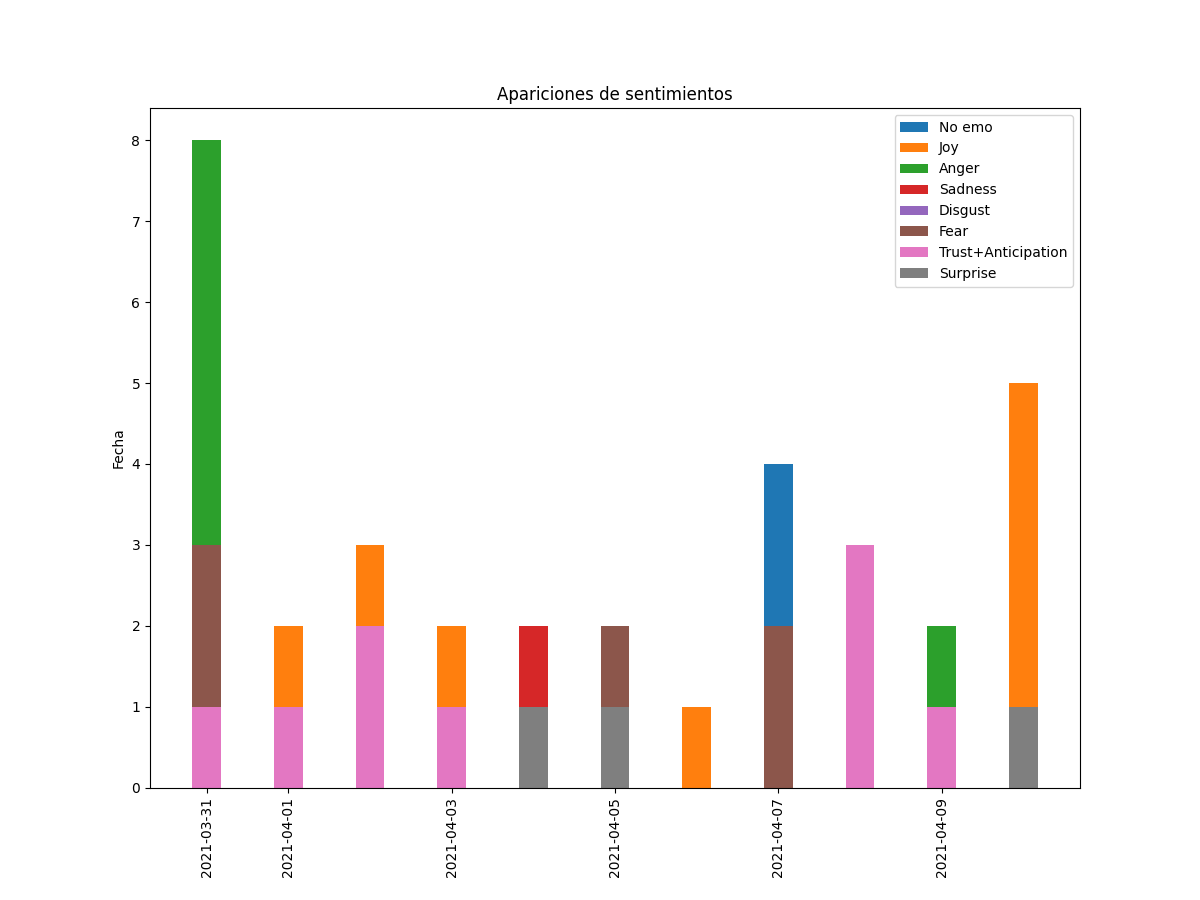 Apariciones de sentimientos
No emo
Joy
Anger
Sadness
Disgust
Fear
Trust+Anticipation
Surprise
Fecha
8
7
6
5
4
3
2
1
0
2021-03-31
2021-04-01
2021-04-03
2021-04-05
2021-04-07
2021-04-09